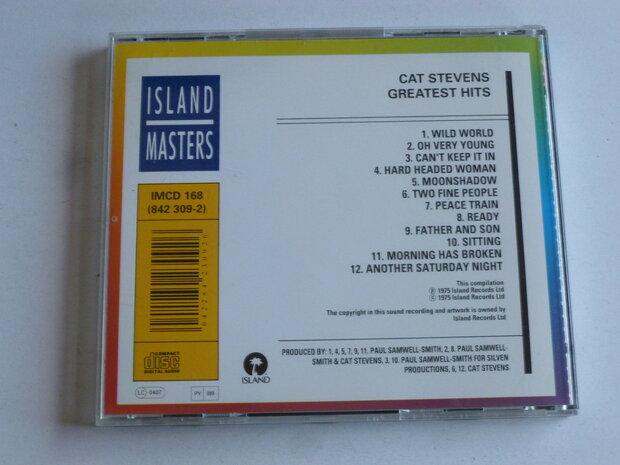 ISLAND
MASTERS
IMCD 168
(842 309-2)
COMPACT
disc
DIGITAL AUDIO
LC 0407
CAT STEVENS
GREATEST HITS
1. WILD WORLD
2. OH VERY YOUNG
3. CAN'T KEEP IT IN
4. HARD HEADED WOMAN
5. MOONSHADOW
6. TWO FINE PEOPLE
7. PEACE TRAIN
8. READY
9. FATHER AND SON
10. SITTING
11. MORNING HAS BROKEN
12. ANOTHER SATURDAY NIGHT
This compilation
℗ 1975 Island Records Ltd
© 1975 Island Records Ltd
The copyright in this sound recording and artwork is owned by
Island Records Ltd
ISLAND
PRODUCED BY: 1, 4, 5, 7, 9, 11. PAUL SAMWELL-SMITH, 2, 8. PAUL SAMWELL-
SMITH & CAT STEVENS, 3, 10. PAUL SAMWELL-SMITH FOR SILVEN
PRODUCTIONS, 6, 12. CAT STEVENS